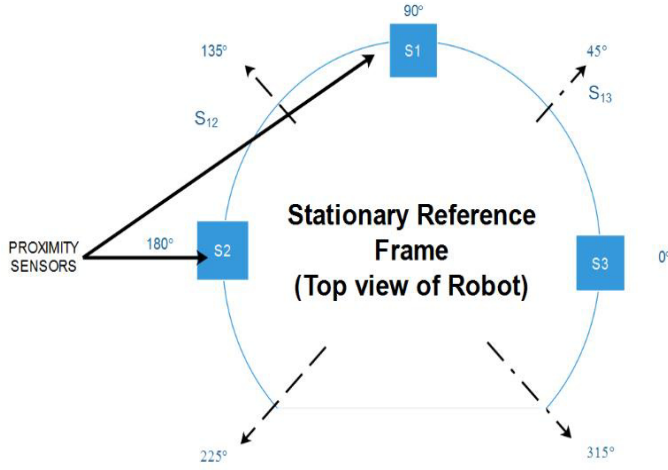 90°
S1
135°
45°
S₁₂
S₁₃
Stationary Reference
Frame
(Top view of Robot)
PROXIMITY
SENSORS
180°
S2
S3
0°
225°
315°